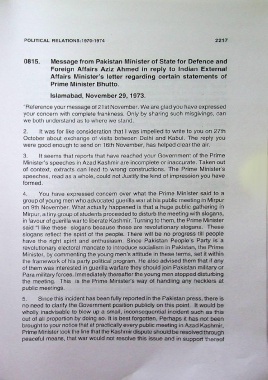 POLITICAL RELATIONS:1970-1974 2217
0815. Message from Pakistan Minister of State for Defence and
Foreign Affairs Aziz Ahmed in reply to Indian External
Affairs Minister's letter regarding certain statements of
Prime Minister Bhutto.
Islamabad, November 29, 1973.
"Reference your message of 21st November. We are glad you have expressed
your concern with complete frankness. Only by sharing such misgivings, can
we both understand as to where we stand.
2. It was for like consideration that I was impelled to write to you on 27th
October about exchange of visits between Delhi and Kabul. The reply you
were good enough to send on 16th November, has helped clear the air.
3. It seems reports that have reached your Government of the Prime
Minister's speeches in Azad Kashmir are incomplete or inaccurate. Taken out
of context, extracts can lead to wrong constructions. The Prime Minister's
speeches, read as a whole, could not justify the kind of impression you have
formed.
4. You have expressed concern over what the Prime Minister said to a
group of young men who advocated guerilla war at his public meeting in Mirpur
on 9th November. What actually happened is that a huge public gathering in
Mirpur, a tiny group of students proceeded to disturb the meeting with slogans,
in favour of guerilla war to liberate Kashmir. Turning to them, the Prime Minister
said "I like these slogans because these are revolutionary slogans. These
slogans reflect the spirit of the people. There will be no progress till people
have the right spirit and enthusiasm. Since Pakistan People's Party is a
revolutionary electoral mandate to introduce socialism in Pakistan, the Prime
Minister, by commenting the young men's attitude in these terms, set it within
the framework of his party political program. He also advised them that if any
of them was interested in guerilla warfare they should join Pakistan military or
Para military forces. Immediately thereafter the young men stopped disturbing
the meeting. This is the Prime Minister's way of handling any hecklers at
public meetings.
5. Since this incident has been fully reported in the Pakistan press, there is
no need to clarify the Government position publicly on this point. It would be
wholly inadvisable to blow up a small, inconsequential incident such as this
out of all proportion by doing so. It is best forgotten. Perhaps it has not been
brought to your notice that at practically every public meeting in Azad Kashmir,
Prime Minister took the line that the Kashmir dispute should be resolved through
peaceful means, that war would not resolve this issue and in support thereof